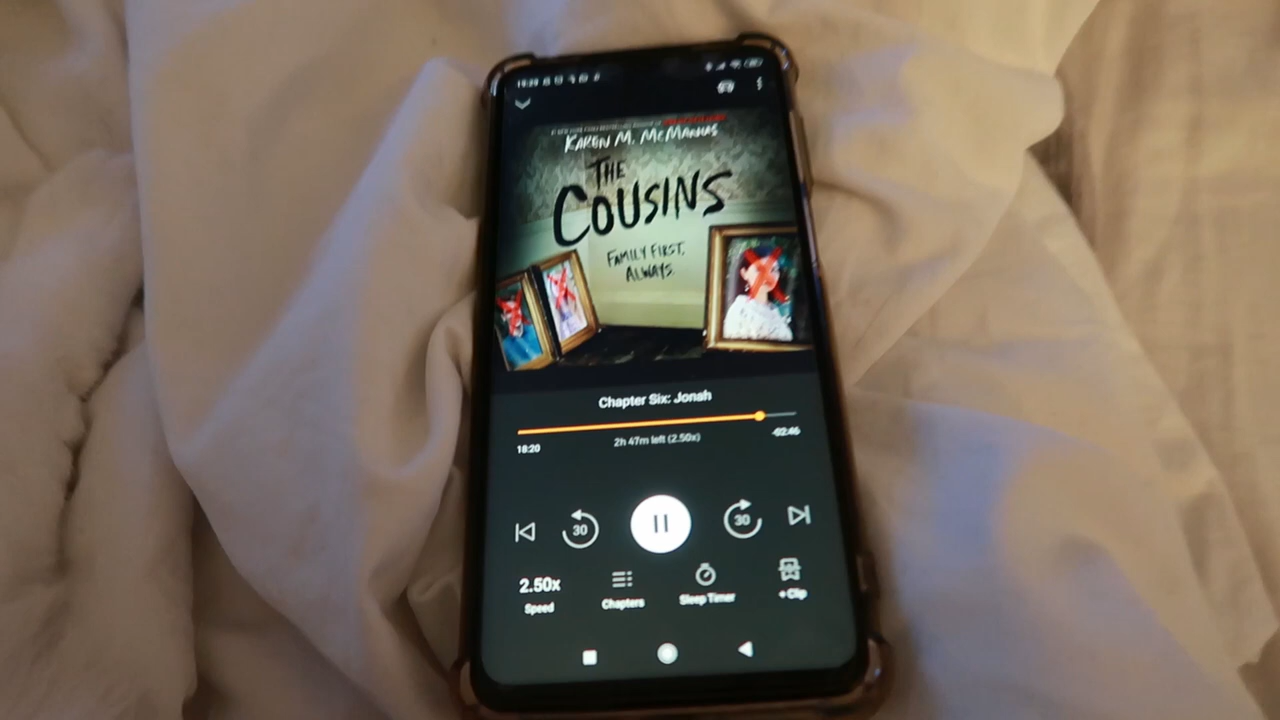 KAREN M. MCMANUS
THE
COUSINS
FAMILY FIRST.
ALWAYS.
Chapter Six: Jonah
18:20
2h 47m left (2.50x)
-02:46
30
30
2.50x
Speed
Chapters
Sleep Timer
+ Clip